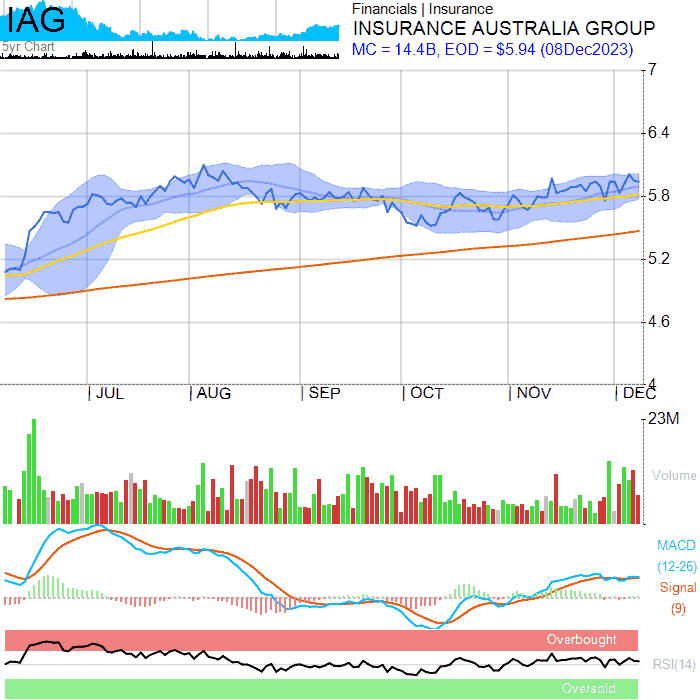 IAG
5yr Chart
Financials | Insurance
INSURANCE AUSTRALIA GROUP
MC = 14.4B, EOD = $5.94 (08Dec2023)
7
6.4
5.8
5.2
4.6
4
JUL AUG SEP OCT NOV DEC
23M
Volume
MACD
(12-26)
Signal
(9)
Overbought
RSI(14)
Oversold